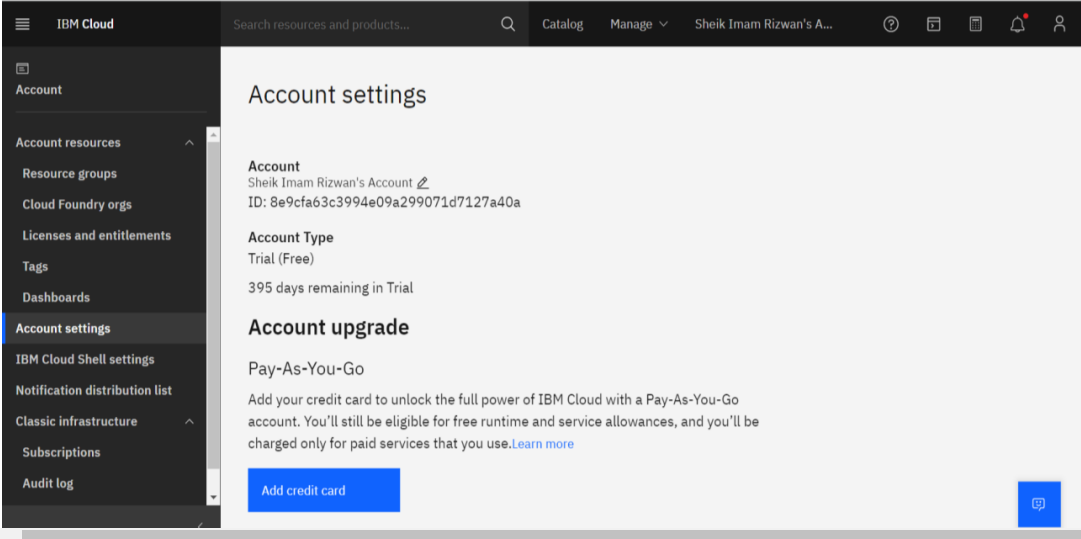 IBM Cloud
Search resources and products...
Catalog
Manage
Sheik Imam Rizwan's A...
Account
Account resources
Resource groups
Cloud Foundry orgs
Licenses and entitlements
Tags
Dashboards
Account settings
IBM Cloud Shell settings
Notification distribution list
Classic infrastructure
Subscriptions
Audit log
Account settings
Account
Sheik Imam Rizwan's Account
ID: 8e9cfa63c3994e09a299071d7127a40a
Account Type
Trial (Free)
395 days remaining in Trial
Account upgrade
Pay-As-You-Go
Add your credit card to unlock the full power of IBM Cloud with a Pay-As-You-Go
account. You'll still be eligible for free runtime and service allowances, and you'll be
charged only for paid services that you use.Learn more
Add credit card